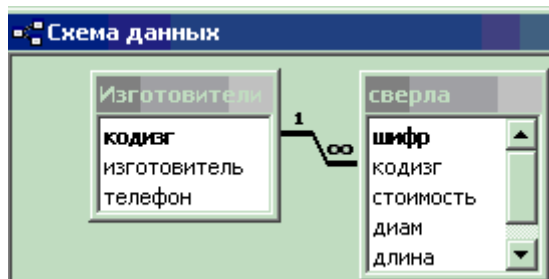 Схема данных
Изготовители
кодизг
изготовитель
телефон
1
∞
сверла
шифр
кодизг
стоимость
диам
длина